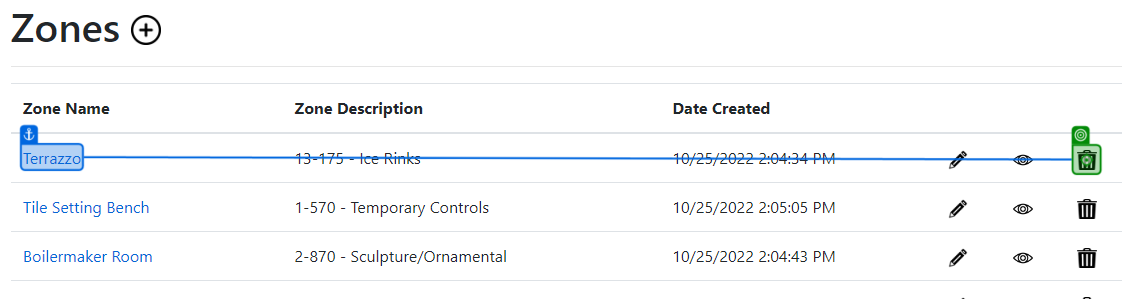 Zones
Zone Name Zone Description Date Created
Terrazzo 13-175 - Ice Rinks 10/25/2022 2:04:34 PM
Tile Setting Bench 1-570 - Temporary Controls 10/25/2022 2:05:05 PM
Boilermaker Room 2-870 - Sculpture/Ornamental 10/25/2022 2:04:43 PM